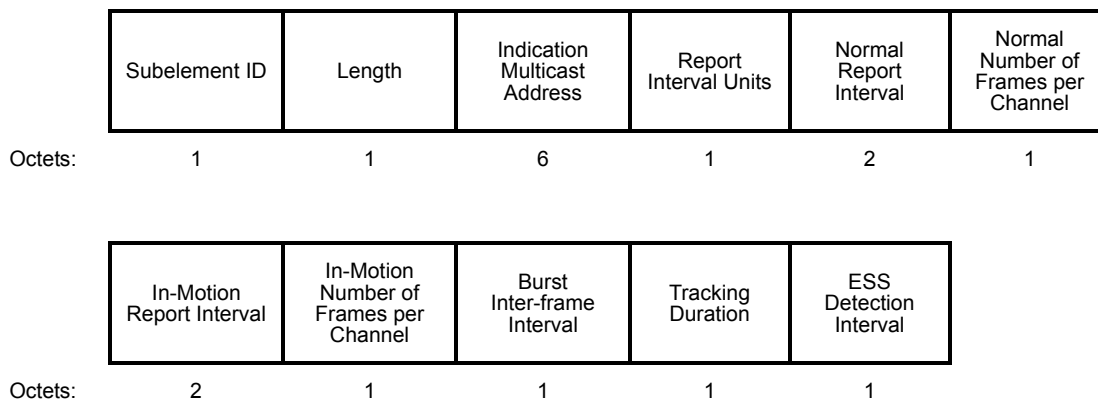 Subelement ID
Length
Indication
Multicast
Address
Report
Interval Units
Normal
Report
Interval
Normal
Number of
Frames per
Channel
Octets: 1 1 6 1 2 1
In-Motion
Report Interval
In-Motion
Number of
Frames per
Channel
Burst
Inter-frame
Interval
Tracking
Duration
ESS
Detection
Interval
Octets: 2 1 1 1 1